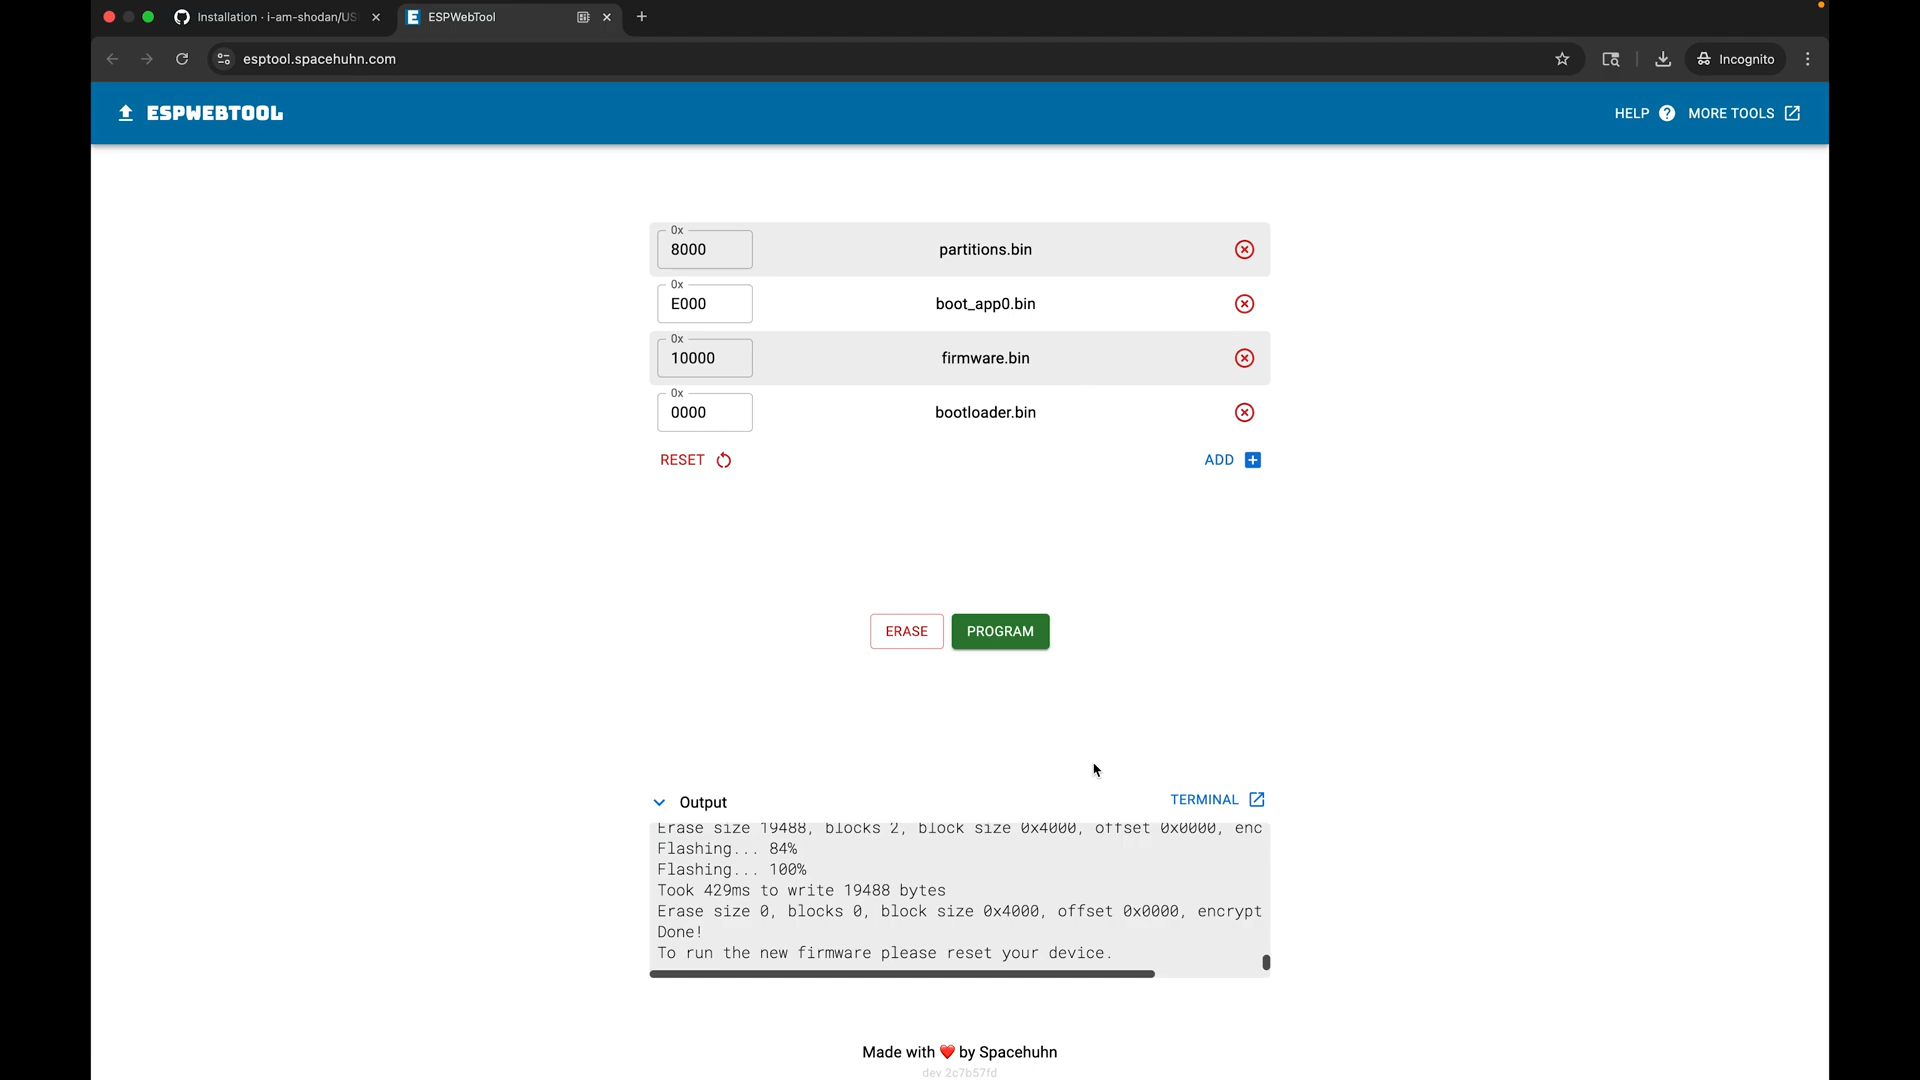 Installation · i-am-shodan/US
ESPWebTool
esptool.spacehuhn.com
Incognito
ESPWEBTOOL
HELP
MORE TOOLS
0x
8000
partitions.bin
0x
E000
boot_app0.bin
0x
10000
firmware.bin
0x
0000
bootloader.bin
RESET
ADD
ERASE
PROGRAM
Output
TERMINAL
Erase size 19488, blocks 2, block size 0x4000, offset 0x0000, enc
Flashing... 84%
Flashing... 100%
Took 429ms to write 19488 bytes
Erase size 0, blocks 0, block size 0x4000, offset 0x0000, encrypt
Done!
To run the new firmware please reset your device.
Made with ❤️ by Spacehuhn
dev 2c7b57fd